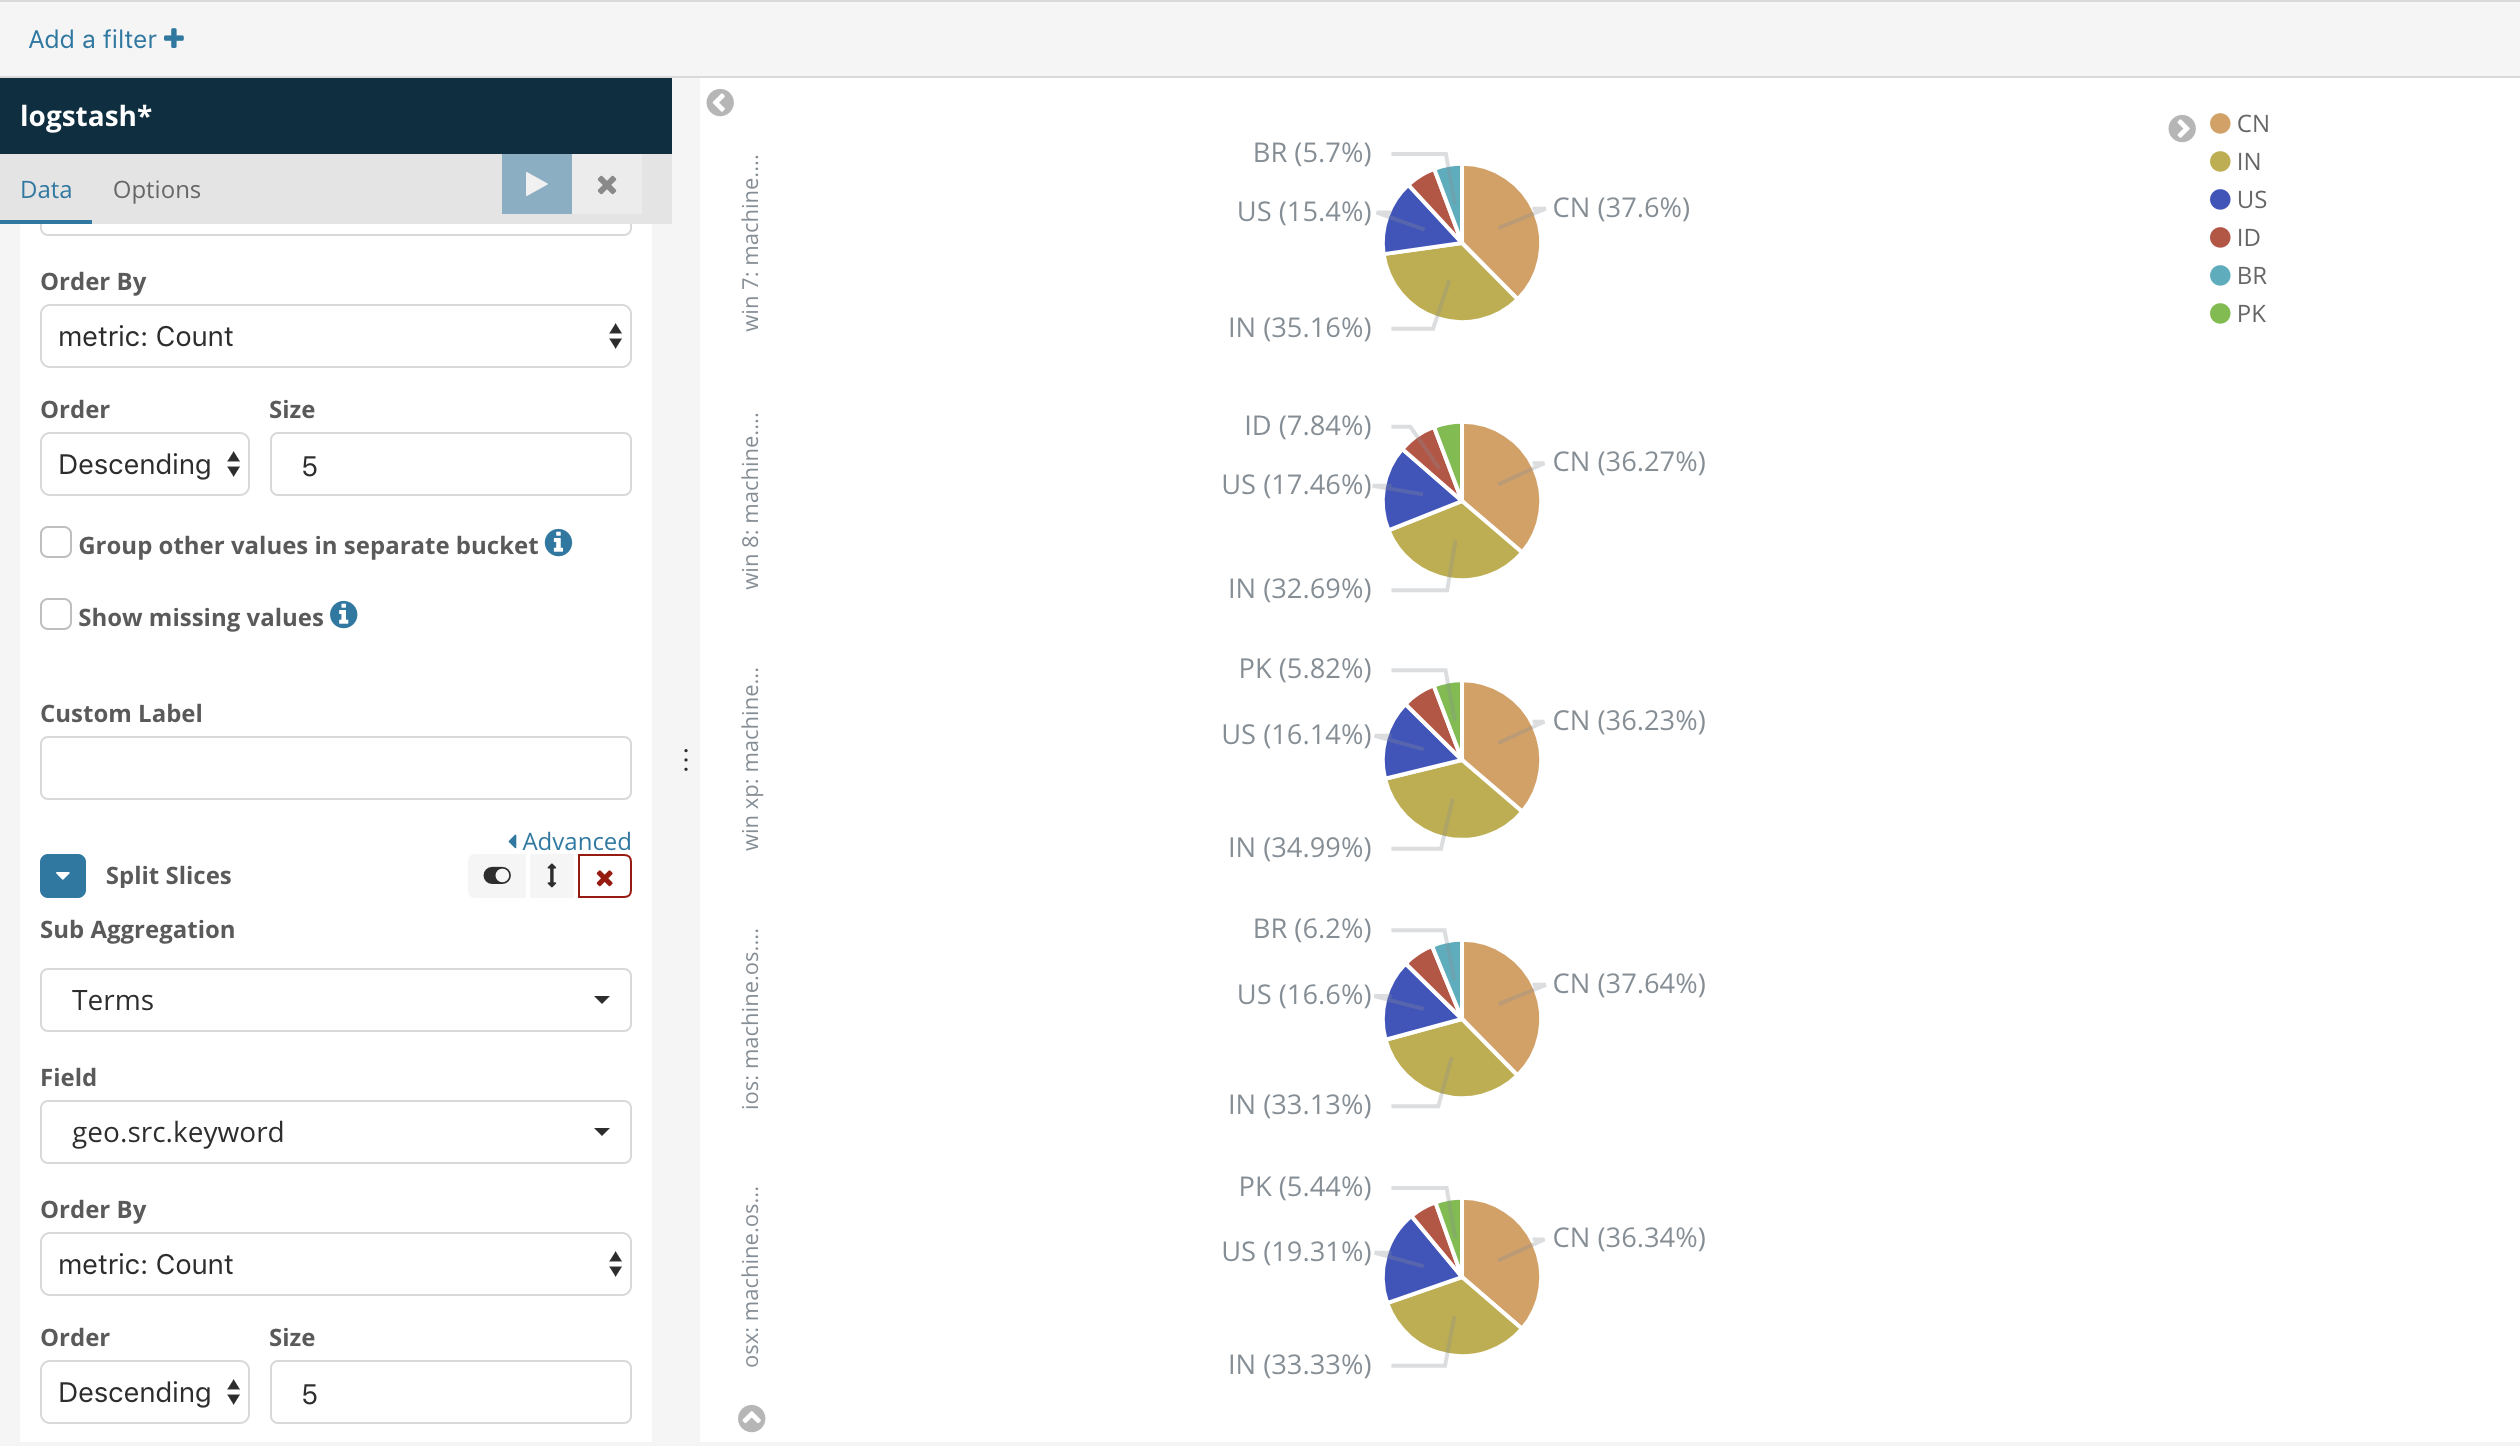 Add a filter
logstash*
Data
Options
Order By
metric: Count
Order
Size
Descending
5
Group other values in separate bucket
Show missing values
Custom Label
Advanced
Split Slices
Sub Aggregation
Terms
Field
geo.src.keyword
Order By
metric: Count
Order
Size
Descending
5
win 7: machine....
BR (5.7%)
US (15.4%)
CN (37.6%)
IN (35.16%)
win 8: machine....
ID (7.84%)
US (17.46%)
CN (36.27%)
IN (32.69%)
win xp: machine...
PK (5.82%)
US (16.14%)
CN (36.23%)
IN (34.99%)
ios: machine.os....
BR (6.2%)
US (16.6%)
CN (37.64%)
IN (33.13%)
osx: machine.os...
PK (5.44%)
US (19.31%)
CN (36.34%)
IN (33.33%)
CN
IN
US
ID
BR
PK